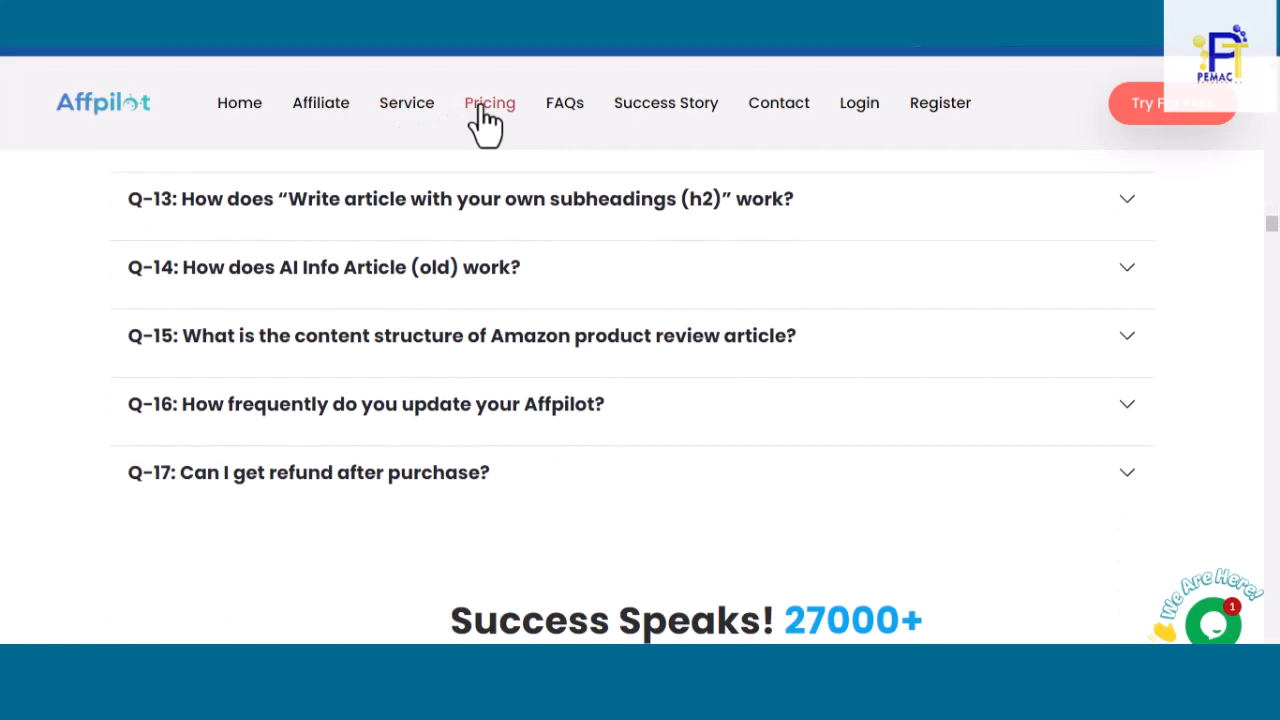 Affpilot
Home Affiliate Service Pricing FAQs Success Story Contact Login Register
PT
PEMAC
Q-13: How does “Write article with your own subheadings (h2)” work?
Q-14: How does AI Info Article (old) work?
Q-15: What is the content structure of Amazon product review article?
Q-16: How frequently do you update your Affpilot?
Q-17: Can I get refund after purchase?
We Are Here!
1
Success Speaks! 27000+